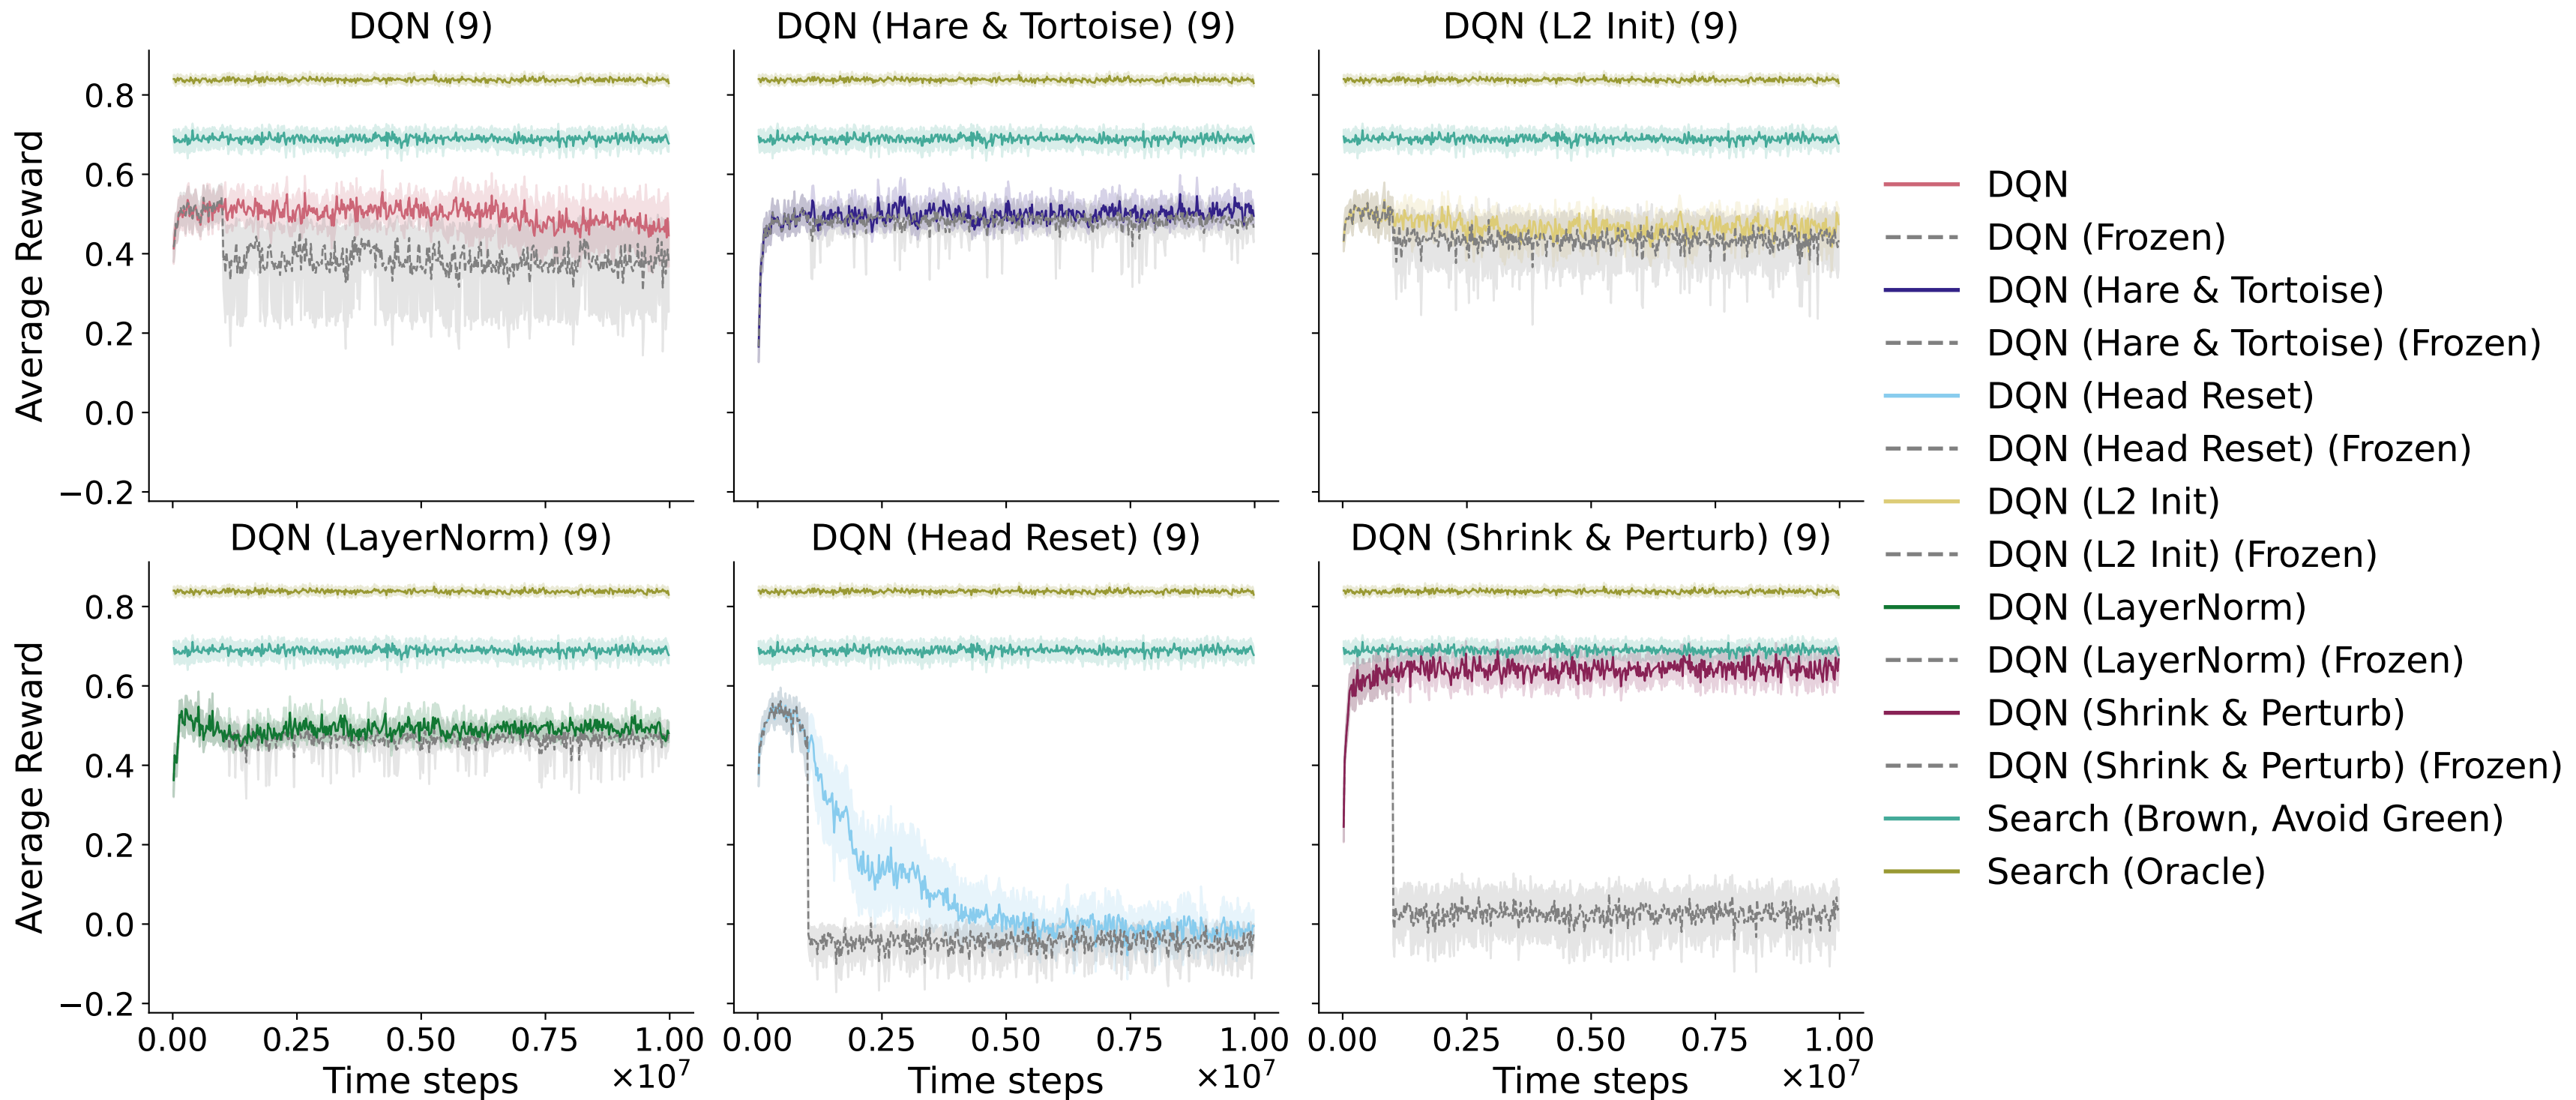 DQN (9)
DQN (Hare & Tortoise) (9)
DQN (L2 Init) (9)
Average Reward
0.8
0.6
0.4
0.2
0.0
−0.2
DQN (LayerNorm) (9)
DQN (Head Reset) (9)
DQN (Shrink & Perturb) (9)
Average Reward
0.8
0.6
0.4
0.2
0.0
−0.2
0.00 0.25 0.50 0.75 1.00
×10⁷
Time steps
0.00 0.25 0.50 0.75 1.00
×10⁷
Time steps
0.00 0.25 0.50 0.75 1.00
×10⁷
Time steps
DQN
DQN (Frozen)
DQN (Hare & Tortoise)
DQN (Hare & Tortoise) (Frozen)
DQN (Head Reset)
DQN (Head Reset) (Frozen)
DQN (L2 Init)
DQN (L2 Init) (Frozen)
DQN (LayerNorm)
DQN (LayerNorm) (Frozen)
DQN (Shrink & Perturb)
DQN (Shrink & Perturb) (Frozen)
Search (Brown, Avoid Green)
Search (Oracle)